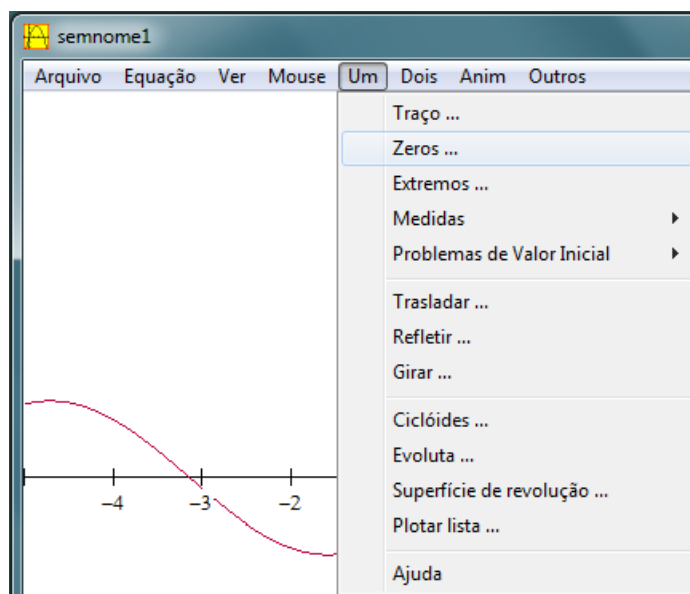 semnome1
Arquivo Equação Ver Mouse Um Dois Anim Outros
Traço ...
Zeros ...
Extremos ...
Medidas
Problemas de Valor Inicial
Trasladar ...
Refletir ...
Girar ...
Ciclóides ...
Evoluta ...
Superfície de revolução ...
Plotar lista ...
Ajuda
−4 −3 −2